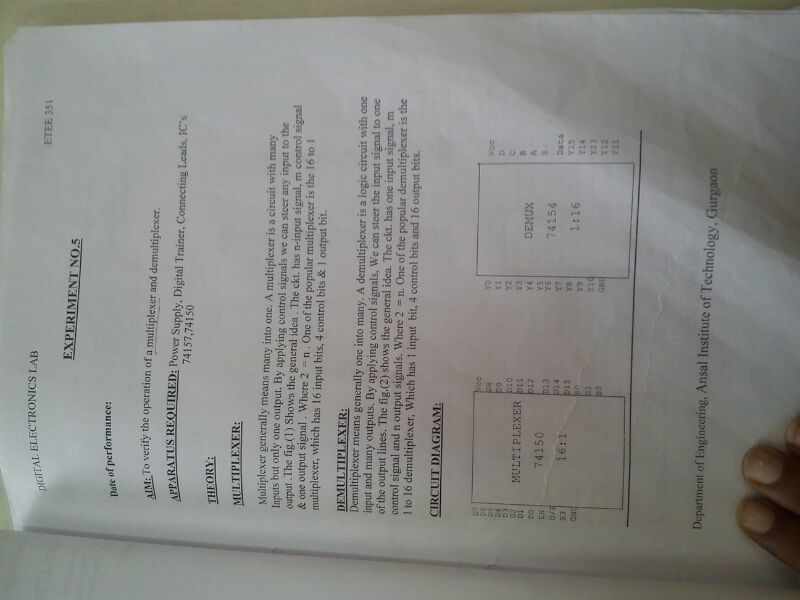 DIGITAL ELECTRONICS LAB
ETEE 351
EXPERIMENT NO.5
Date of performance:
AIM: To verify the operation of a multiplexer and demultiplexer.
APPARATUS REQUIRED: Power Supply, Digital Trainer, Connecting Leads, IC's
74157,74150
THEORY:
MULTIPLEXER:
Multiplexer generally means many into one. A multiplexer is a circuit with many
Inputs but only one output. By applying control signals we can steer any input to the
output .The fig.(1) Shows the general idea . The ckt. has n-input signal, m control signal
& one output signal . Where 2 = n . One of the popular multiplexer is the 16 to 1
multiplexer, which has 16 input bits, 4 control bits & 1 output bit.
DEMULTIPLEXER:
Demultiplexer means generally one into many. A demultiplexer is a logic circuit with one
input and many outputs. By applying control signals, We can steer the input signal to one
of the output lines. The fig.(2) shows the general idea. The ckt. has one input signal, m
control signal and n output signals. Where 2 = n. One of the popular demultiplexer is the
1 to 16 demultiplexer, Which has 1 input bit, 4 control bits and 16 output bits.
CIRCUIT DIAGRAM:
D7
D6
D5
D4
D3
D2
D1
D0
EN
O/P
S3
GND
MULTIPLEXER
74150
16:1
Vcc
D8
D9
D10
D11
D12
D13
D14
D15
S0
S1
S2
Y0
Y1
Y2
Y3
Y4
Y5
Y6
Y7
Y8
Y9
Y10
GND
DEMUX
74154
1:16
Vcc
D
C
B
A
S
Data
Y15
Y14
Y13
Y12
Y11
Department of Engineering, Ansal Institute of Technology, Gurgaon